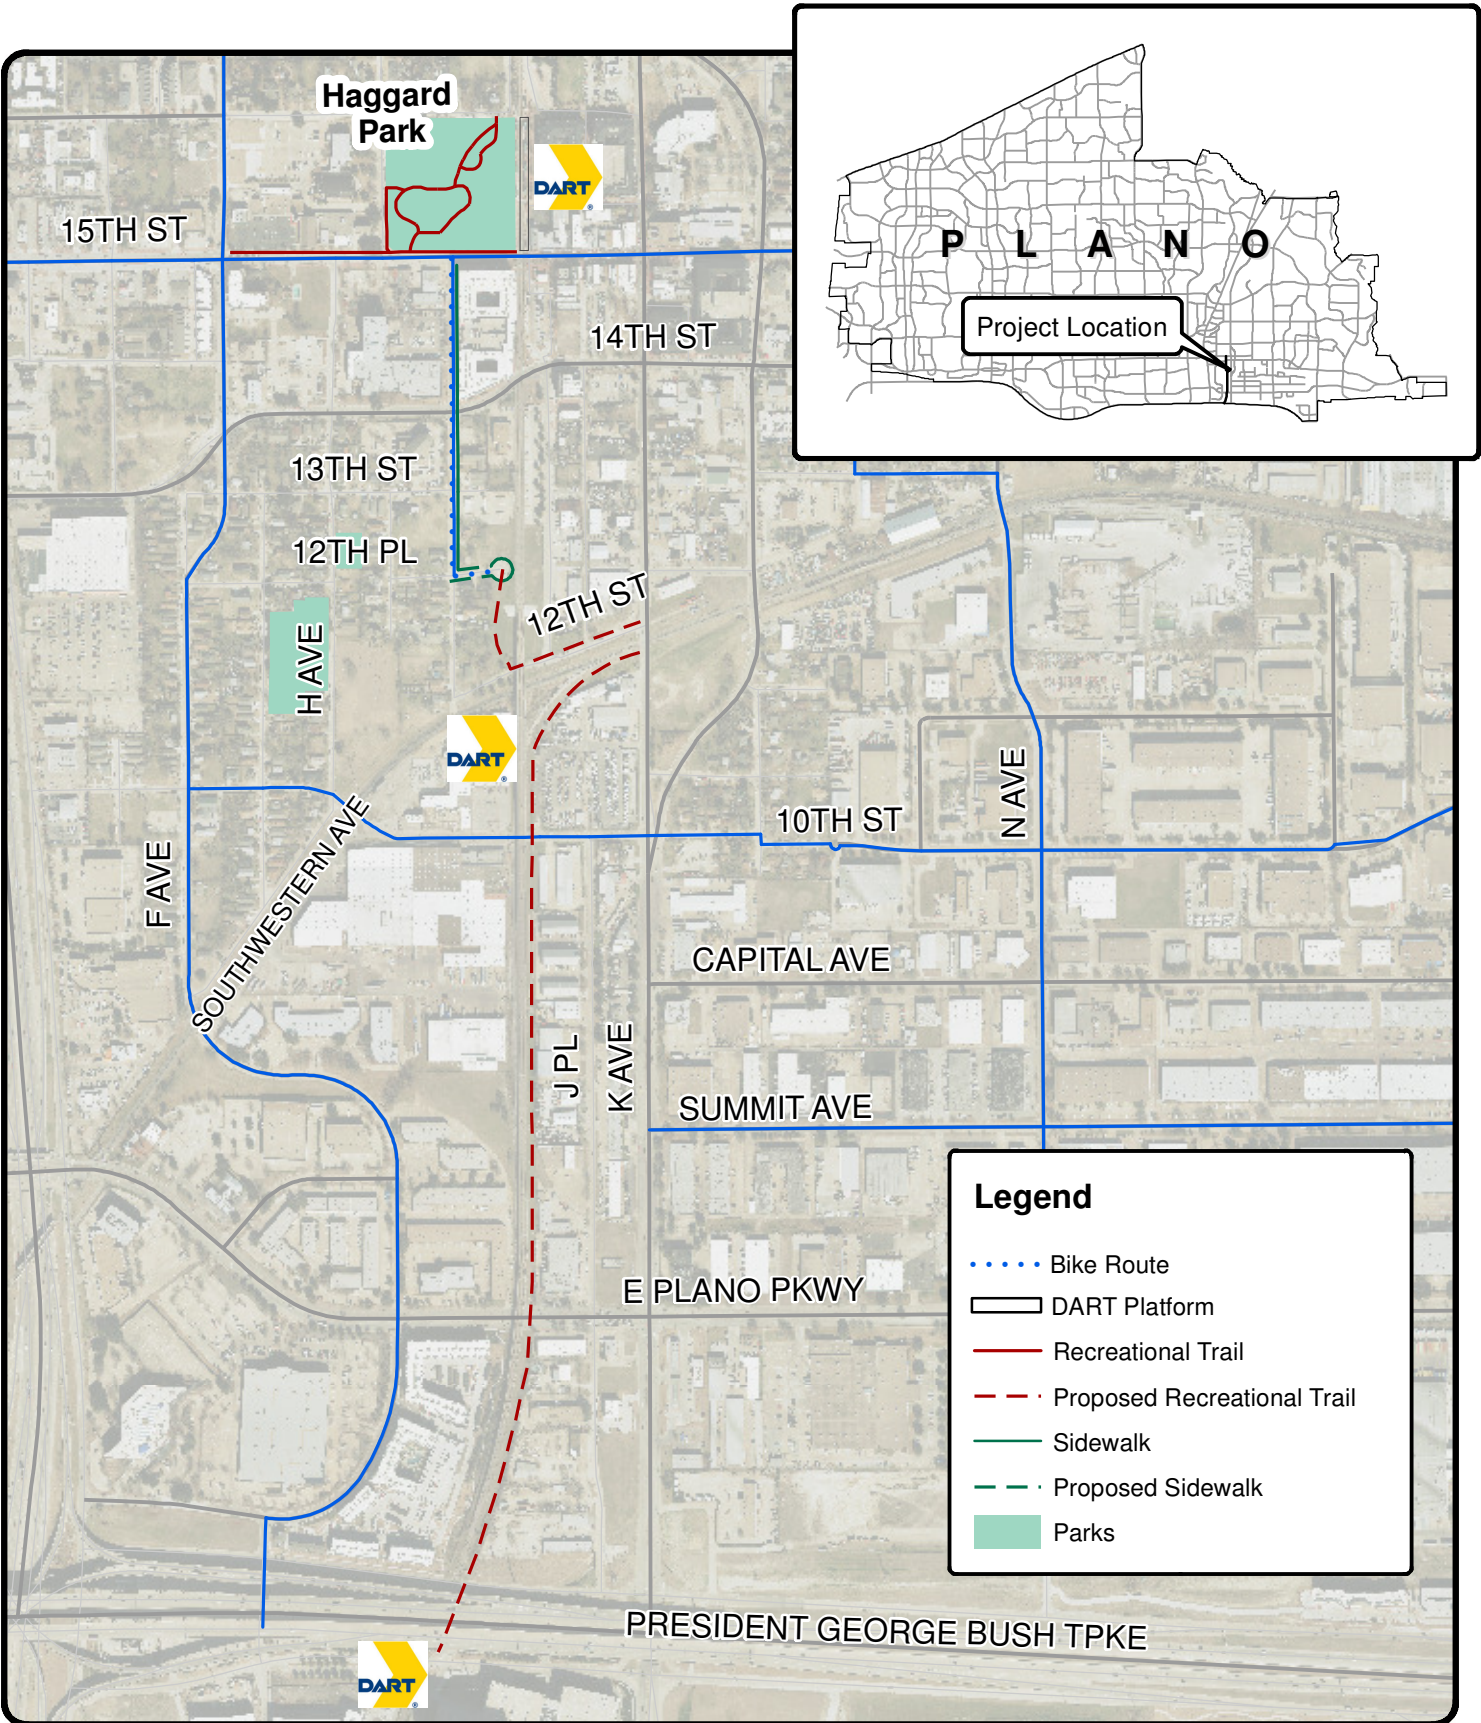 Haggard
Park
DART
15TH ST
P L A N O
Project Location
14TH ST
13TH ST
12TH PL
12TH ST
H AVE
DART
N AVE
10TH ST
F AVE
SOUTHWESTERN AVE
CAPITAL AVE
J PL
K AVE
SUMMIT AVE
E PLANO PKWY
Legend
Bike Route
DART Platform
Recreational Trail
Proposed Recreational Trail
Sidewalk
Proposed Sidewalk
Parks
PRESIDENT GEORGE BUSH TPKE
DART